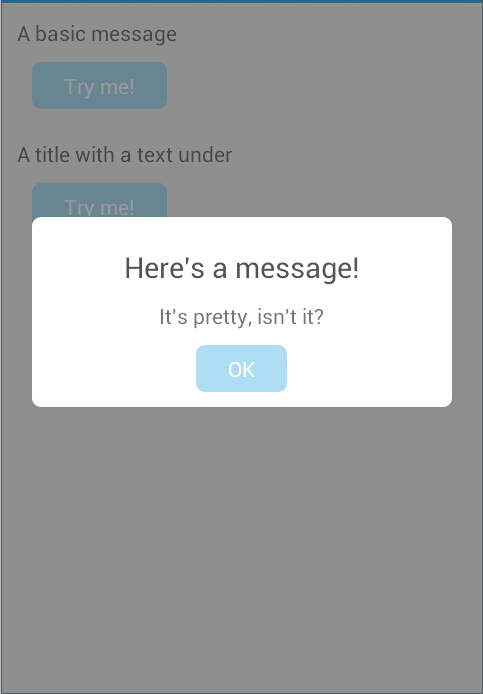 A basic message
Try me!
A title with a text under
Try me!
Here's a message!
It's pretty, isn't it?
OK